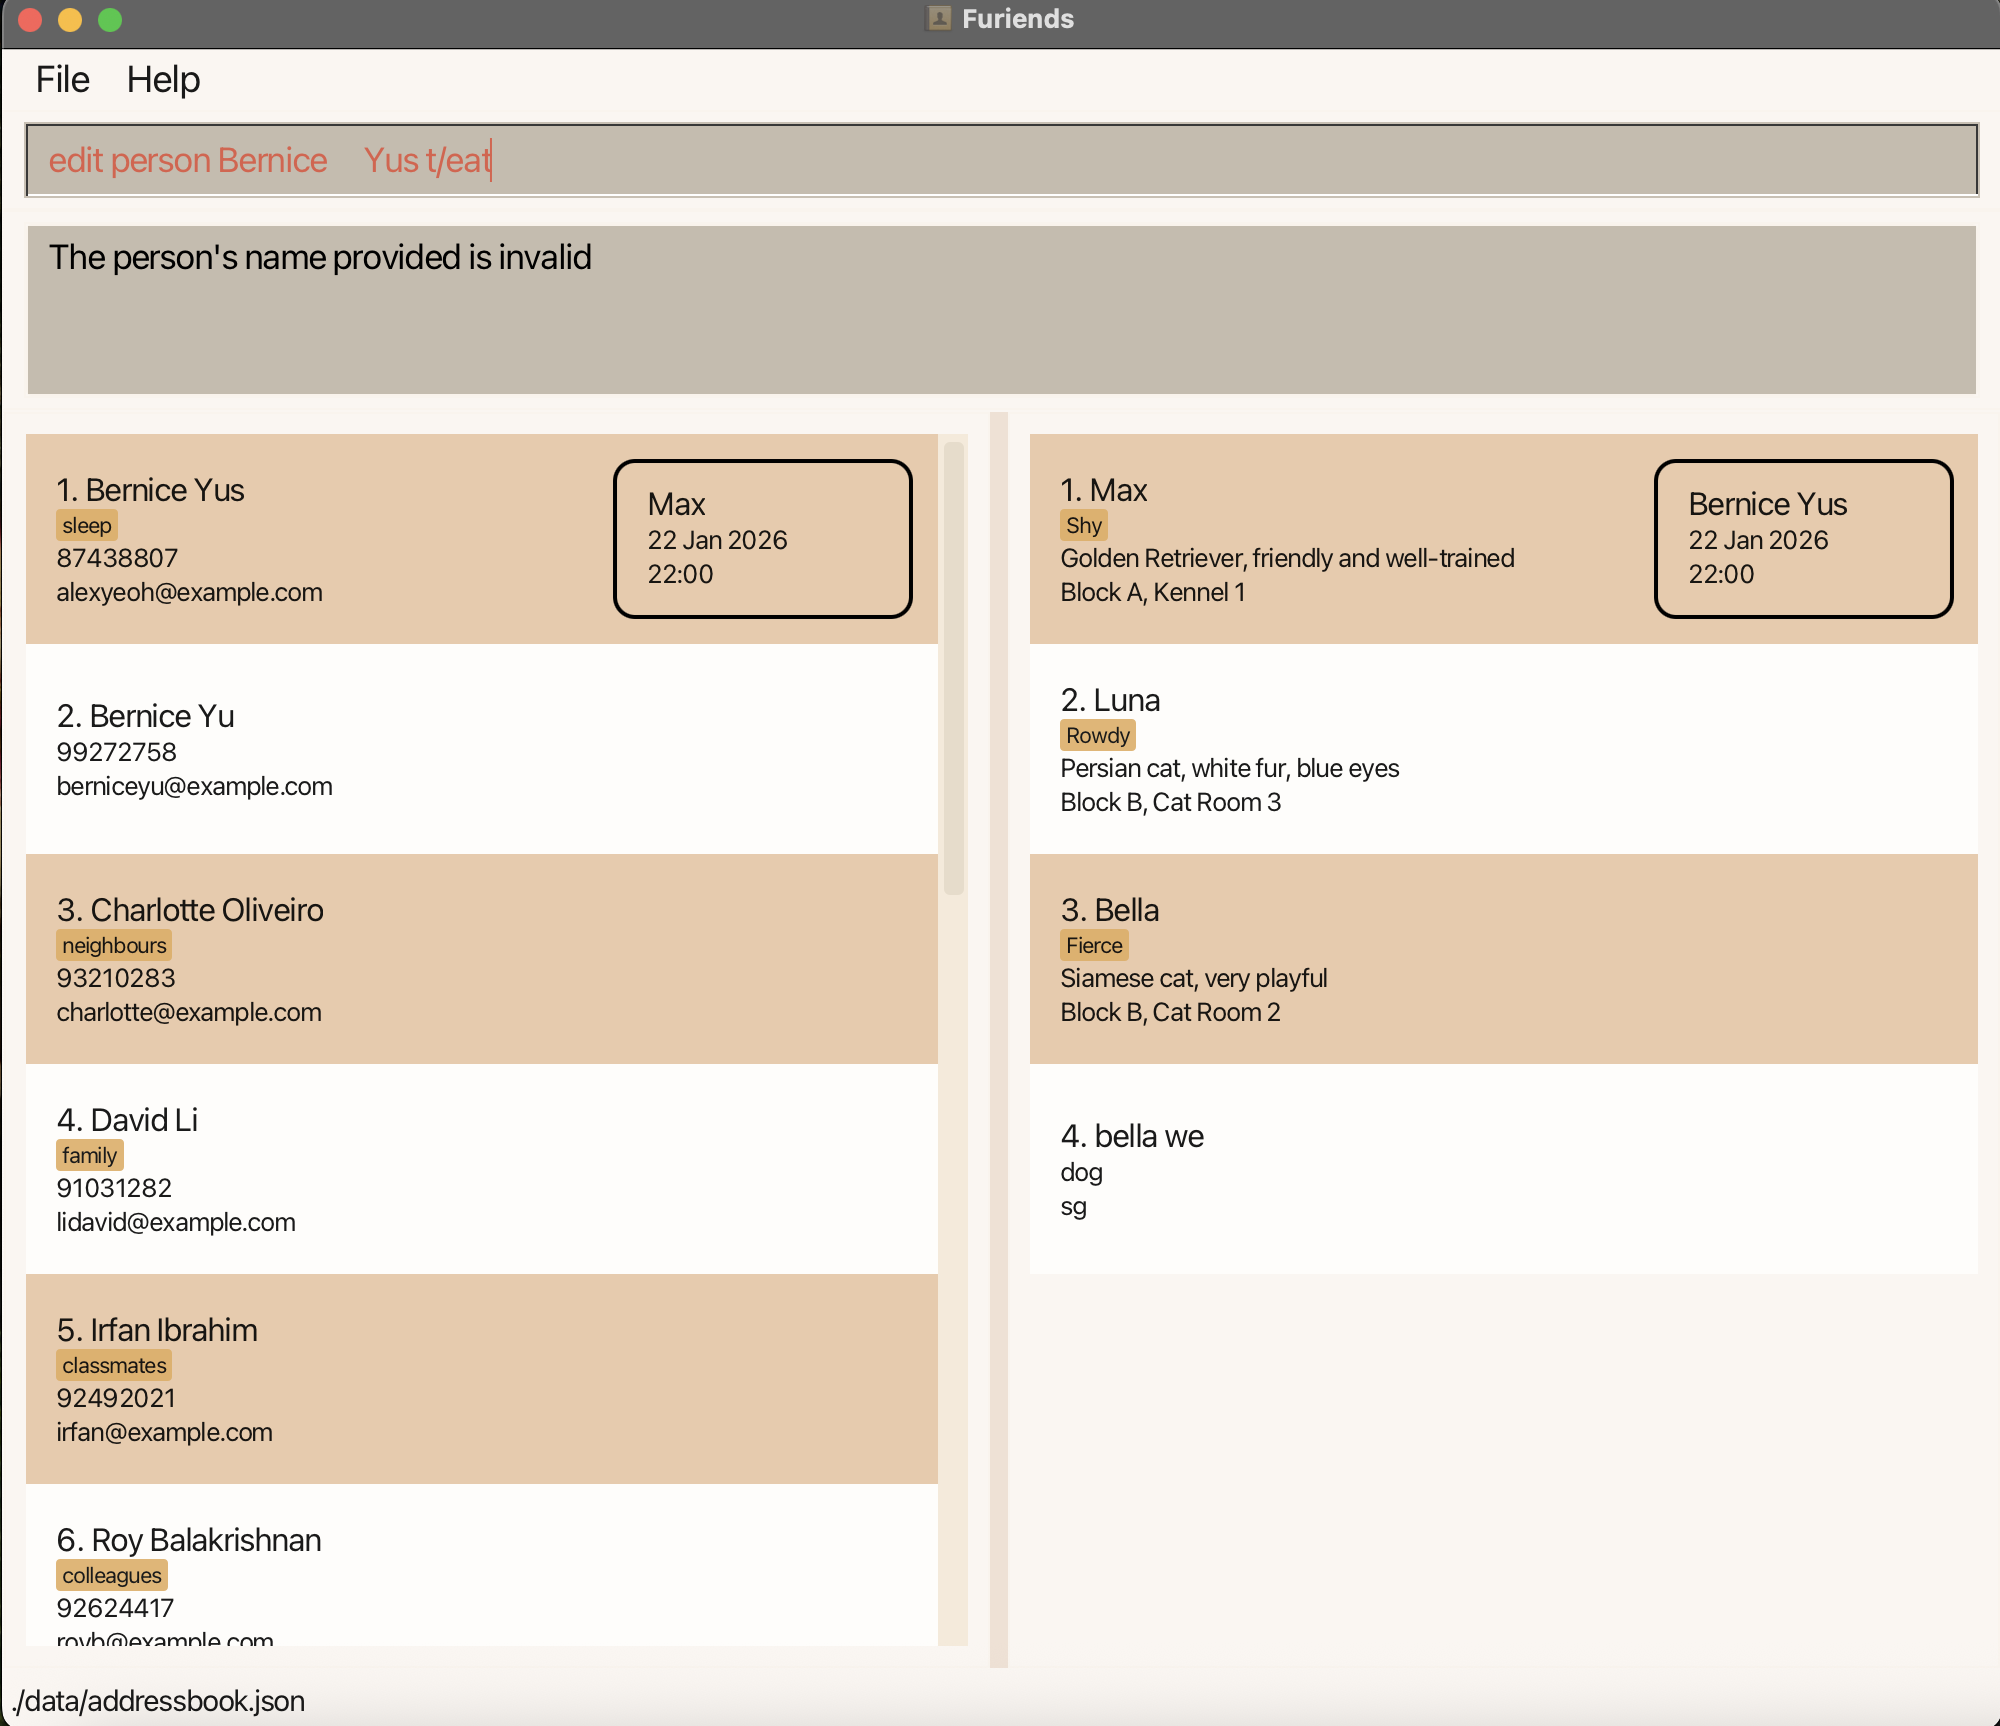 Furiends
File Help
edit person Bernice     Yus t/eat
The person's name provided is invalid
1. Bernice Yus
sleep
87438807
alexyeoh@example.com
Max
22 Jan 2026
22:00
2. Bernice Yu
99272758
berniceyu@example.com
3. Charlotte Oliveiro
neighbours
93210283
charlotte@example.com
4. David Li
family
91031282
lidavid@example.com
5. Irfan Ibrahim
classmates
92492021
irfan@example.com
6. Roy Balakrishnan
colleagues
92624417
royb@example.com
1. Max
Shy
Golden Retriever, friendly and well-trained
Block A, Kennel 1
Bernice Yus
22 Jan 2026
22:00
2. Luna
Rowdy
Persian cat, white fur, blue eyes
Block B, Cat Room 3
3. Bella
Fierce
Siamese cat, very playful
Block B, Cat Room 2
4. bella we
dog
sg
./data/addressbook.json